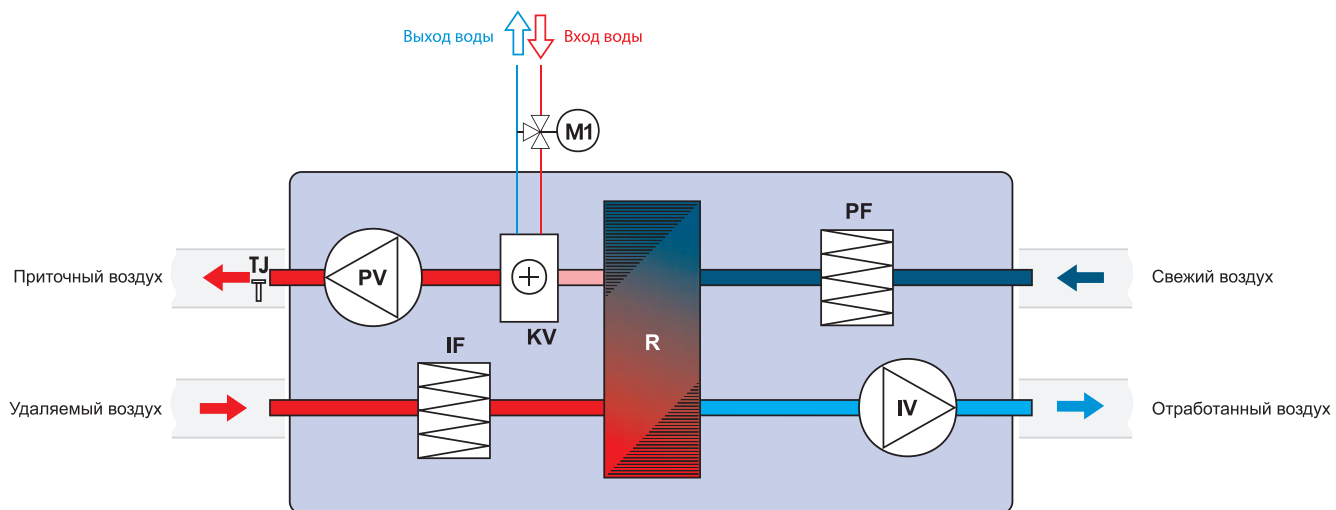 Выход воды
Вход воды
M1
PF
TJ
Приточный воздух
PV
Свежий воздух
KV
IF
R
Удаляемый воздух
IV
Отработанный воздух